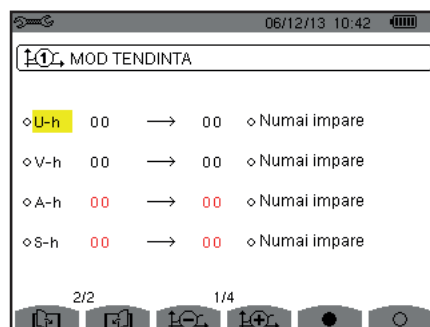 06/12/13 10:42
1 MOD TENDINTA
U-h 00 → 00 Numai impare
V-h 00 → 00 Numai impare
A-h 00 → 00 Numai impare
S-h 00 → 00 Numai impare
2/2 1/4